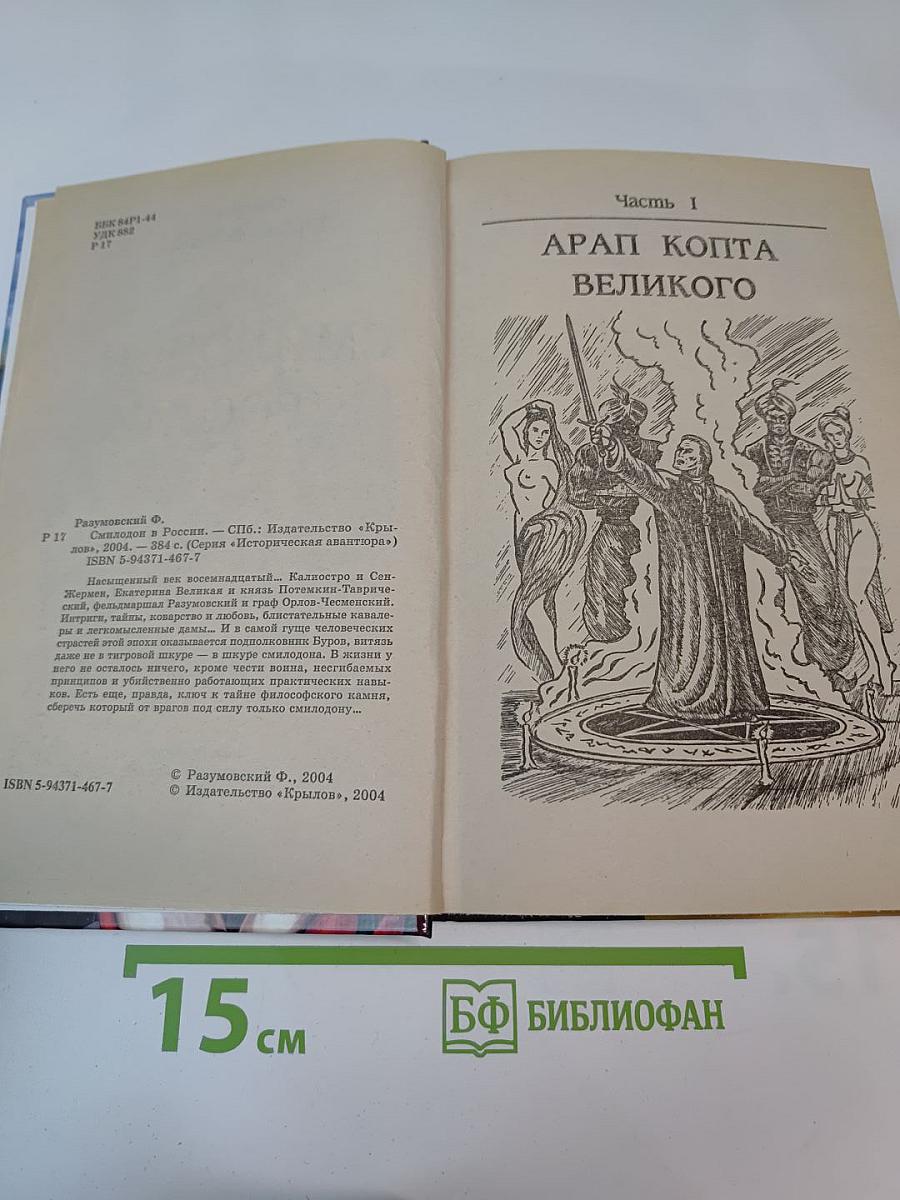 ББК 84Р1-44
УДК 882
Р 17
Разумовский Ф.
Р 17 Смилодон в России. — СПб.: Издательство «Кры-
лов», 2004. — 384 с. (Серия «Историческая авантюра»)
ISBN 5-94371-467-7
Насыщенный век восемнадцатый... Калиостро и Сен-
Жермен, Екатерина Великая и князь Потемкин-Тавриче-
ский, фельдмаршал Разумовский и граф Орлов-Чесменский.
Интриги, тайны, коварство и любовь, блистательные кавале-
ры и легкомысленные дамы... И в самой гуще человеческих
страстей этой эпохи оказывается подполковник Буров, витязь
даже не в тигровой шкуре — в шкуре смилодона. В жизни у
него не осталось ничего, кроме чести воина, несгибаемых
принципов и убийственно работающих практических навы-
ков. Есть еще, правда, ключ к тайне философского камня,
сберечь который от врагов под силу только смилодону...
© Разумовский Ф., 2004
ISBN 5-94371-467-7 © Издательство «Крылов», 2004
Часть I
АРАП КОПТА
ВЕЛИКОГО
15 см
БФ БИБЛИОФАН